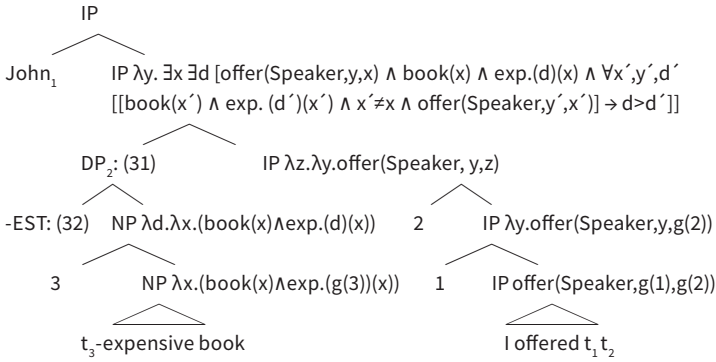 IP
John₁ IP λy. ∃x ∃d [offer(Speaker,y,x) ∧ book(x) ∧ exp.(d)(x) ∧ ∀x´,y´,d´
[[book(x´) ∧ exp. (d´)(x´) ∧ x´≠x ∧ offer(Speaker,y´,x´)] → d>d´]]
DP₂: (31) IP λz.λy.offer(Speaker, y,z)
-EST: (32) NP λd.λx.(book(x)∧exp.(d)(x)) 2 IP λy.offer(Speaker,y,g(2))
3 NP λx.(book(x)∧exp.(g(3))(x)) 1 IP offer(Speaker,g(1),g(2))
t₃-expensive book I offered t₁ t₂